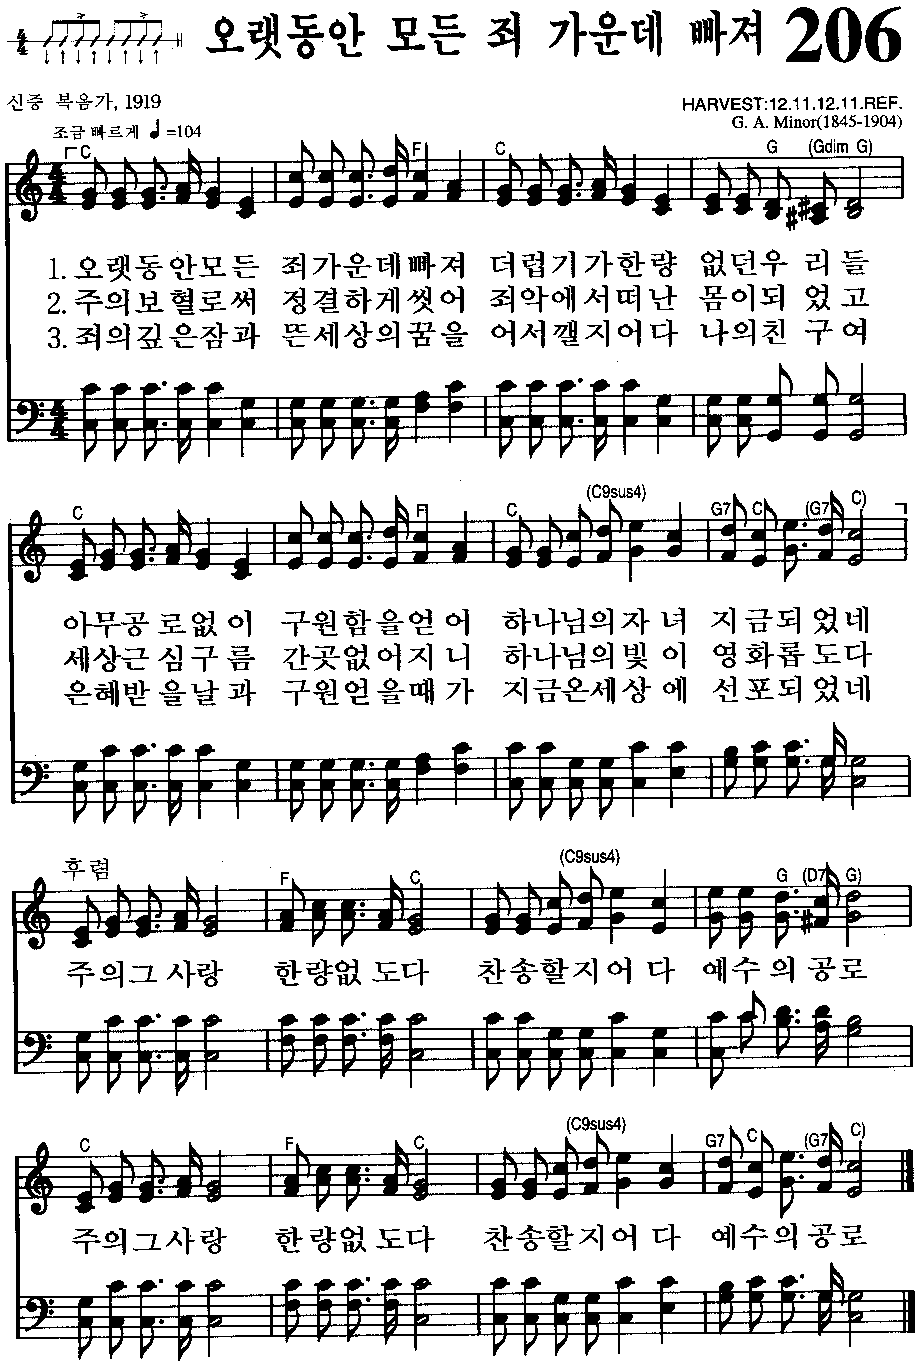 오랫동안 모든 죄 가운데 빠져 206
신증 복음가, 1919
HARVEST:12.11.12.11.REF.
조금 빠르게 ♩=104
G. A. Minor(1845-1904)
C F C G (Gdim G)
1. 오랫동안모든 죄가운데빠져 더럽기가한량 없던우리들
2. 주의보혈로써 정결하게씻어 죄악에서떠난 몸이되었고
3. 죄의깊은잠과 뜬세상의꿈을 어서깰지어다 나의친구여
C F C (C9sus4) G7 C (G7 C)
아무공로없이 구원함을얻어 하나님의자녀 지금되었네
세상근심구름 간곳없어지니 하나님의빛이 영화롭도다
은혜받을날과 구원얻을때가 지금온세상에 선포되었네
후렴
F C (C9sus4) G (D7 G)
주의그사랑 한량없도다 찬송할지어다 예수의공로
C F C (C9sus4) G7 C (G7 C)
주의그사랑 한량없도다 찬송할지어다 예수의공로